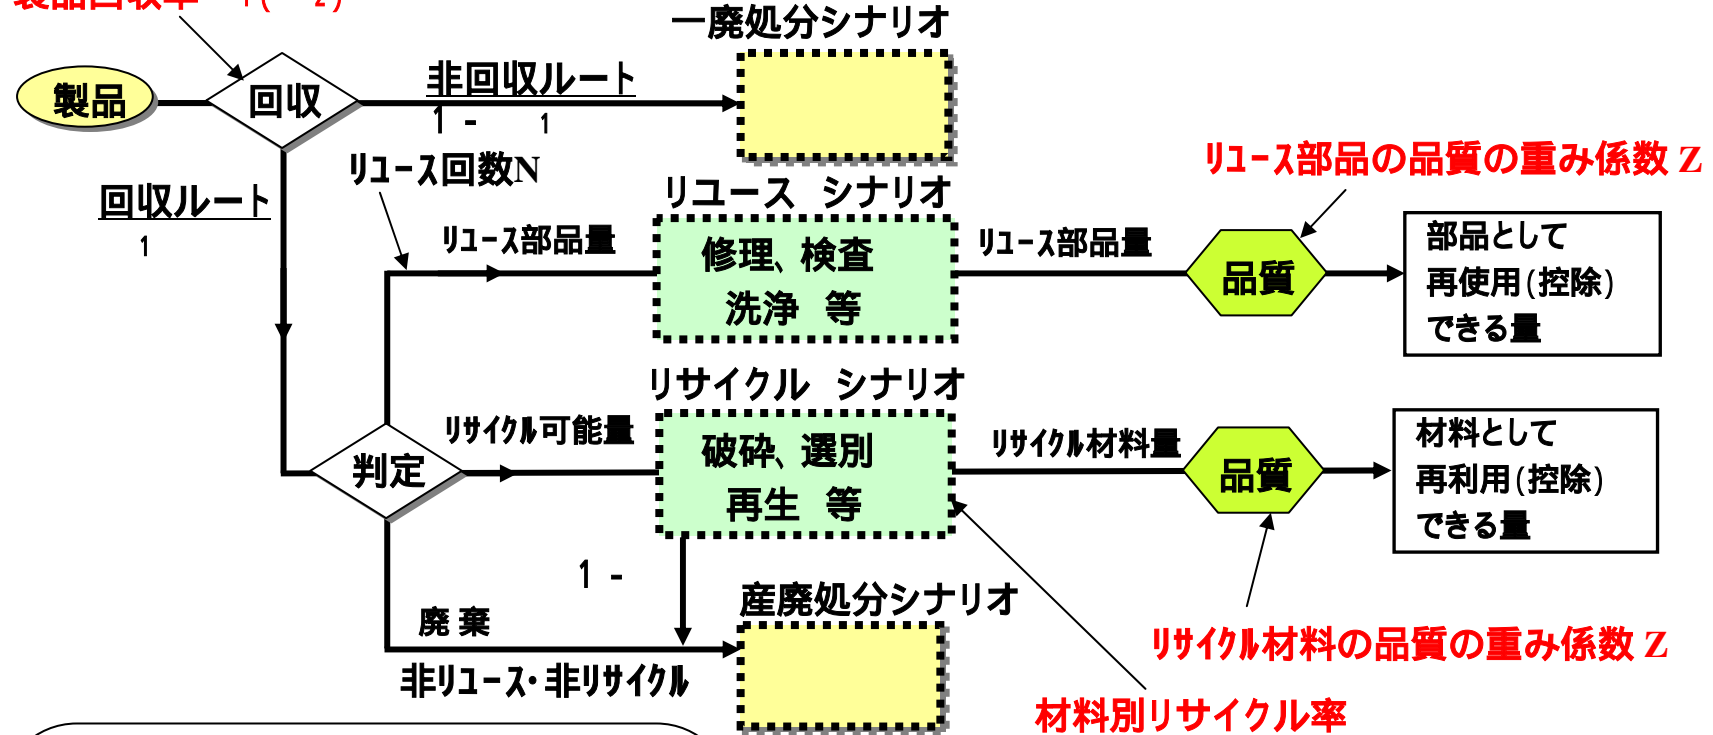 製品回収率 1( 2)
一廃処分シナリオ
製品
回収
非回収ルート
1 - 1
リユース回数N
回収ルート
1
リユース シナリオ
リユース部品量
修理、検査
洗浄 等
リユース部品量
品質
リユース部品の品質の重み係数 Z
部品として
再使用(控除)
できる量
リサイクル シナリオ
判定
リサイクル可能量
破砕、選別
再生 等
リサイクル材料量
品質
材料として
再利用(控除)
できる量
1 -
廃 棄
非リユース・非リサイクル
産廃処分シナリオ
リサイクル材料の品質の重み係数 Z
材料別リサイクル率